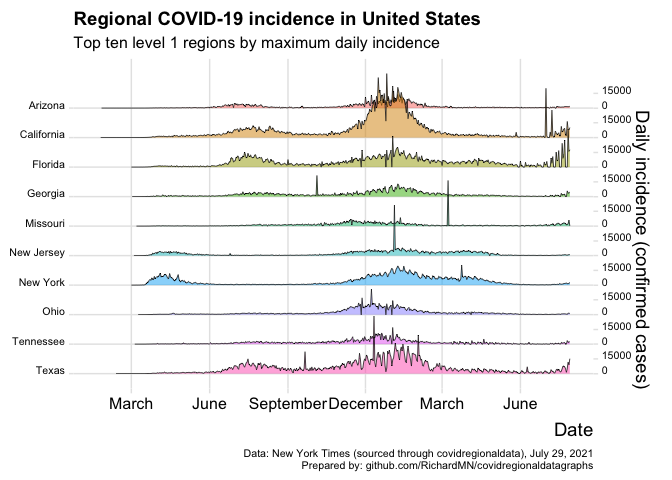 Regional COVID-19 incidence in United States
Top ten level 1 regions by maximum daily incidence
Arizona
California
Florida
Georgia
Missouri
New Jersey
New York
Ohio
Tennessee
Texas
15000
0
15000
0
15000
0
15000
0
15000
0
15000
0
15000
0
15000
0
15000
0
15000
0
Daily incidence (confirmed cases)
March June September December March June
Date
Data: New York Times (sourced through covidregionaldata), July 29, 2021
Prepared by: github.com/RichardMN/covidregionaldatagraphs